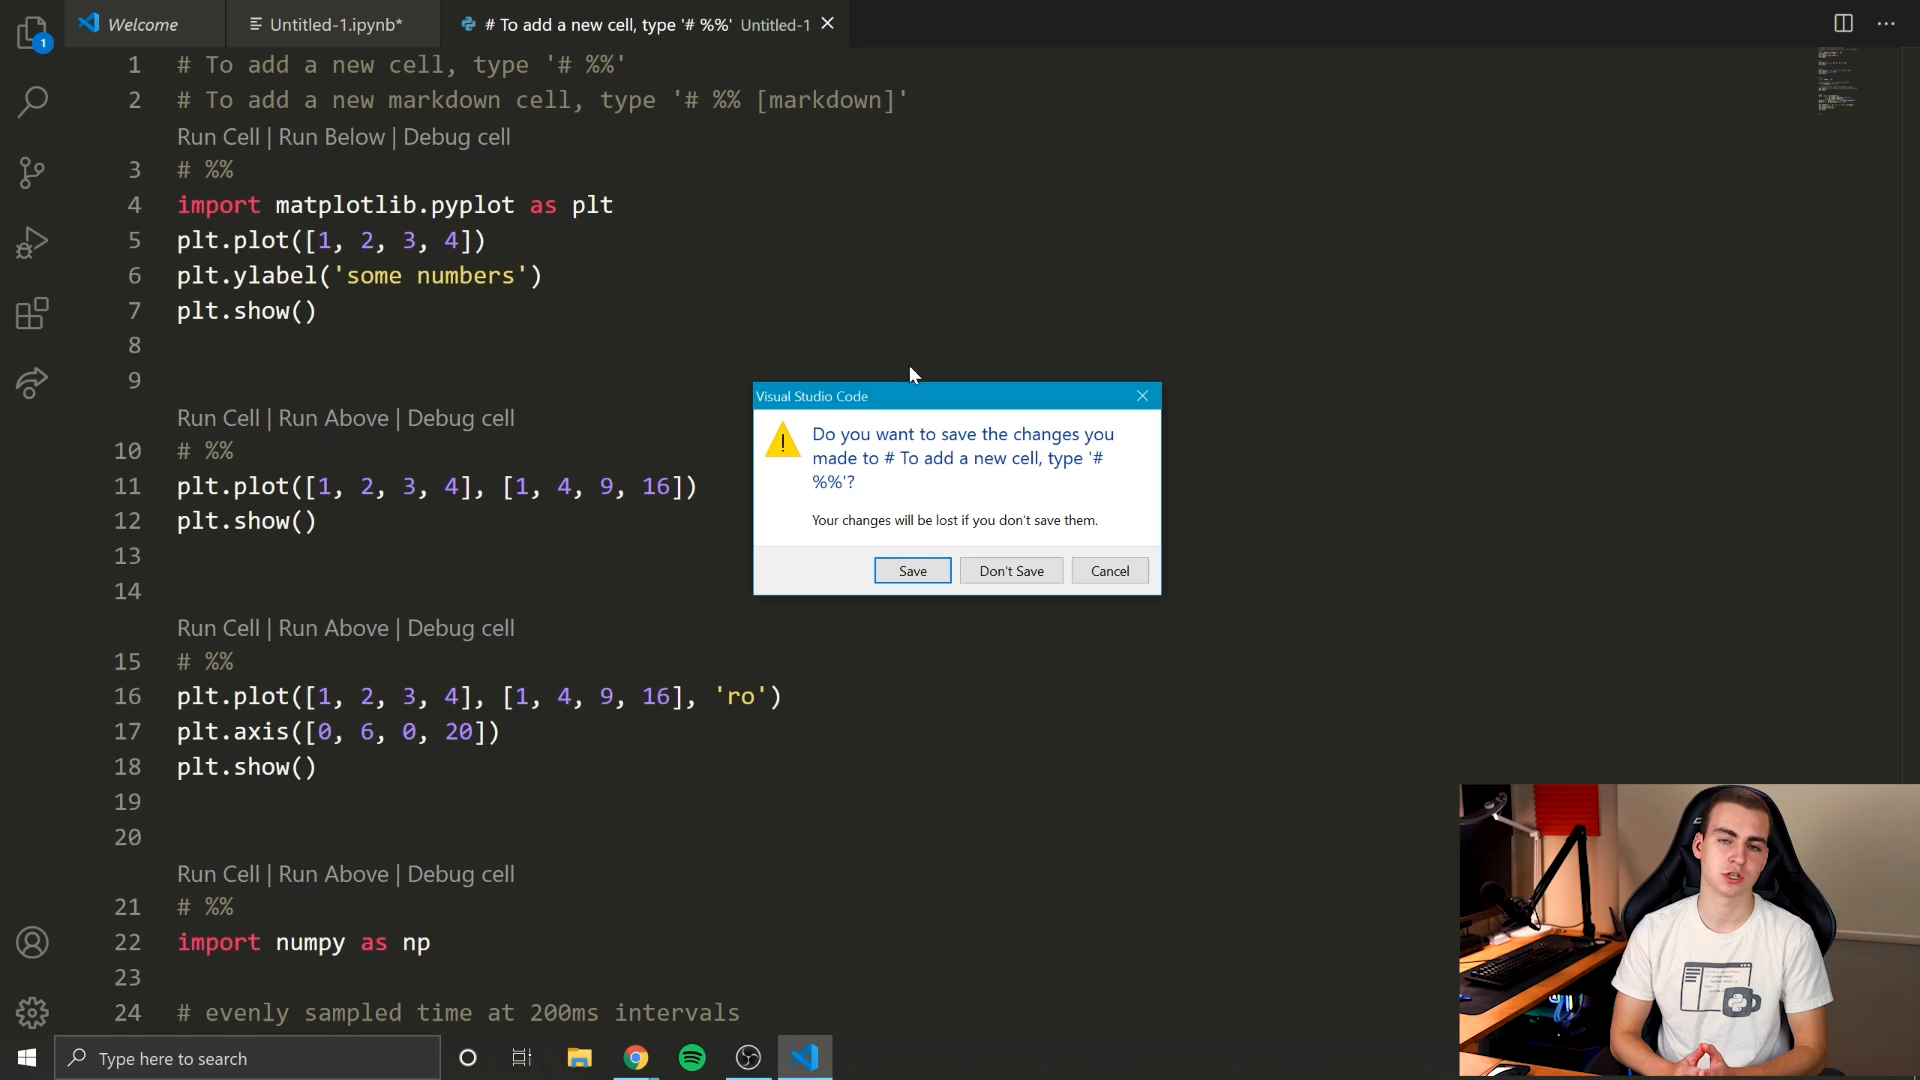 Welcome
Untitled-1.ipynb*
# To add a new cell, type '# %%' Untitled-1
1
1 # To add a new cell, type '# %%'
2 # To add a new markdown cell, type '# %% [markdown]'
Run Cell | Run Below | Debug cell
3 # %%
4 import matplotlib.pyplot as plt
5 plt.plot([1, 2, 3, 4])
6 plt.ylabel('some numbers')
7 plt.show()
8
9
Run Cell | Run Above | Debug cell
10 # %%
11 plt.plot([1, 2, 3, 4], [1, 4, 9, 16])
12 plt.show()
13
14
Run Cell | Run Above | Debug cell
15 # %%
16 plt.plot([1, 2, 3, 4], [1, 4, 9, 16], 'ro')
17 plt.axis([0, 6, 0, 20])
18 plt.show()
19
20
Run Cell | Run Above | Debug cell
21 # %%
22 import numpy as np
23
24 # evenly sampled time at 200ms intervals
Visual Studio Code
Do you want to save the changes you
made to # To add a new cell, type '#
%%'?
Your changes will be lost if you don't save them.
Save
Don't Save
Cancel
Type here to search